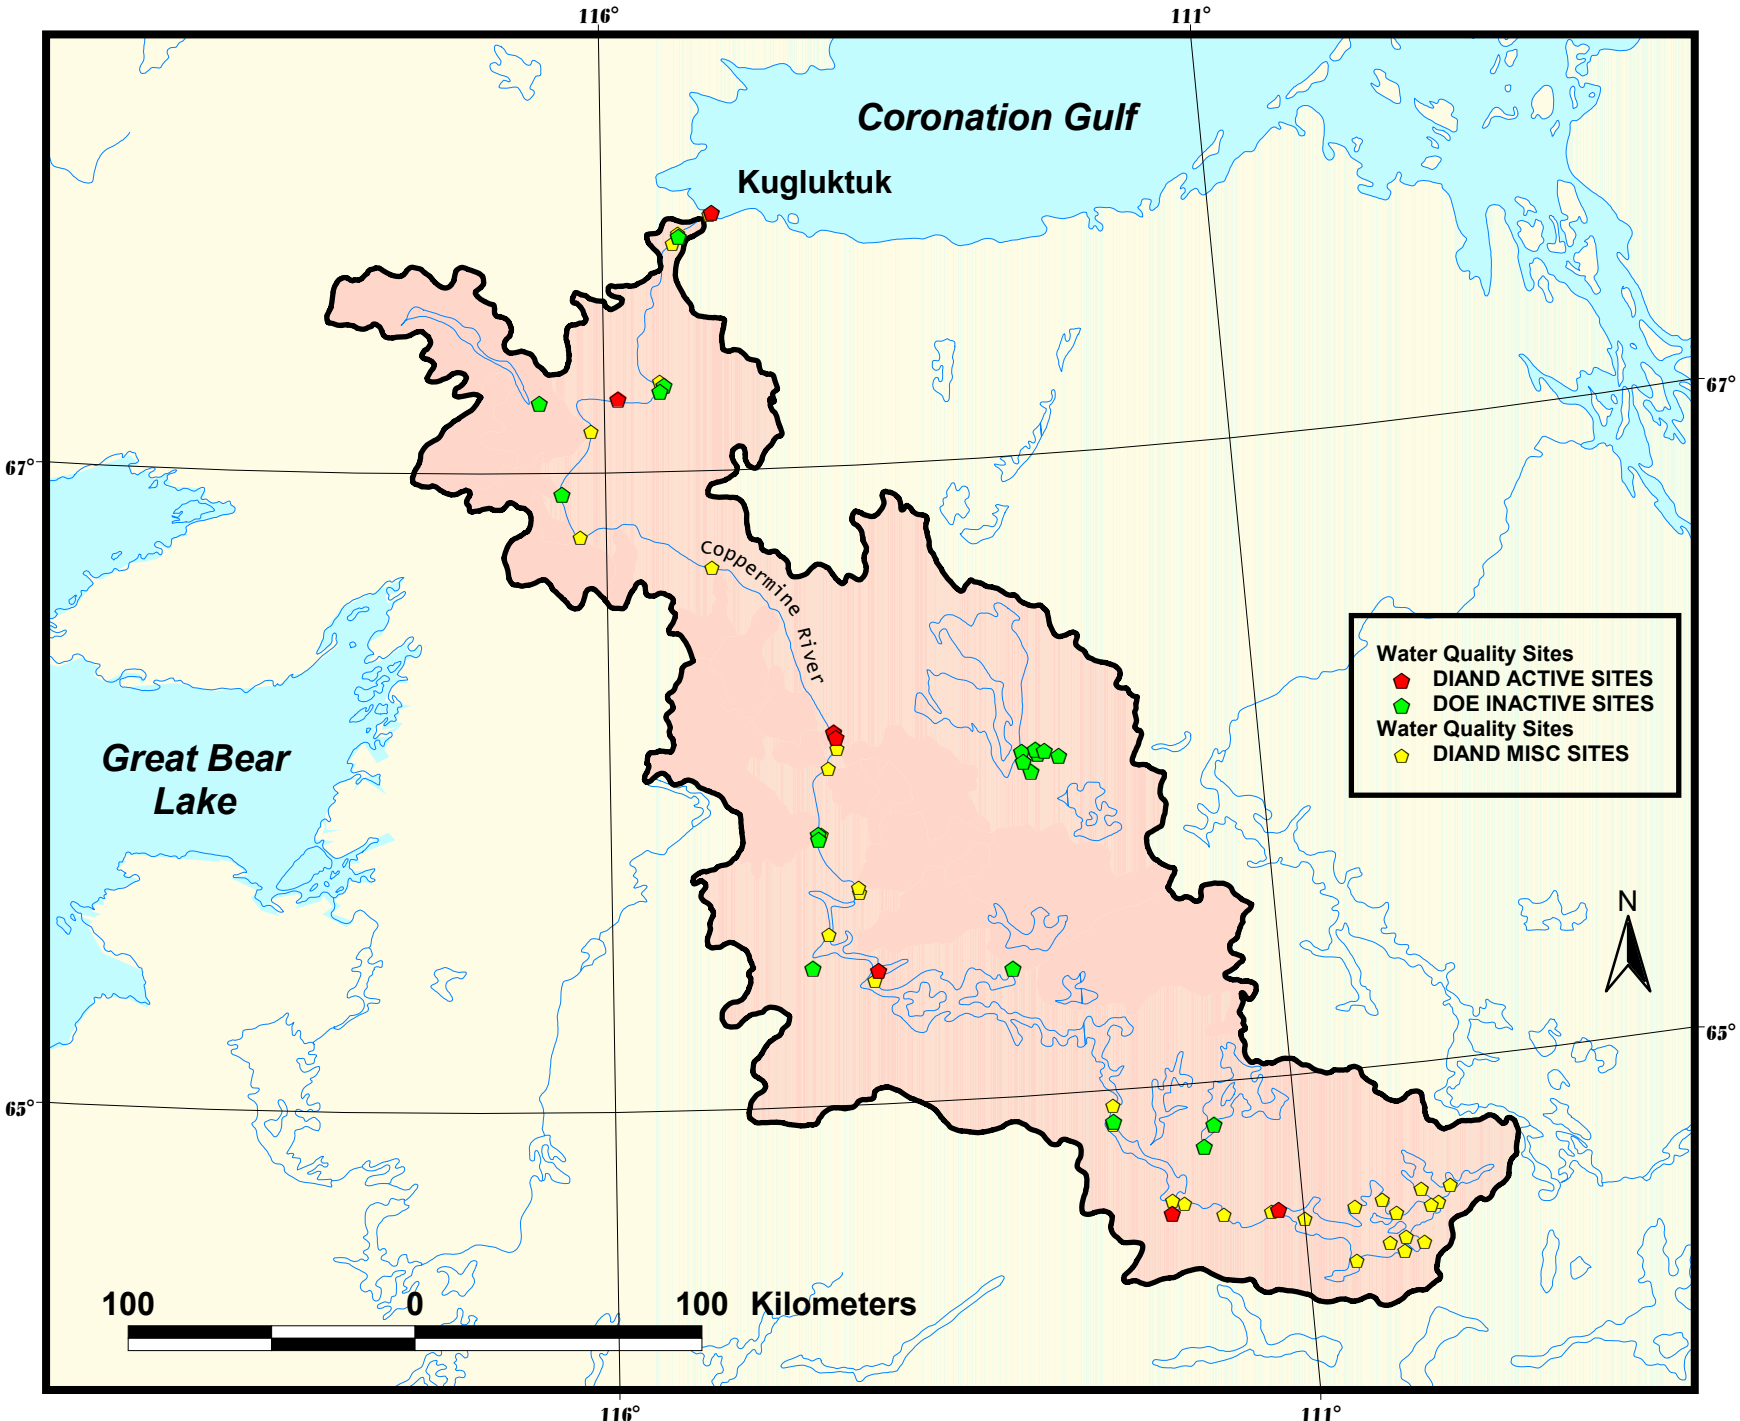 116°
111°
Coronation Gulf
Kugluktuk
67°
67°
Coppermine River
Water Quality Sites
DIAND ACTIVE SITES
DOE INACTIVE SITES
Water Quality Sites
DIAND MISC SITES
Great Bear
Lake
N
65°
65°
100 0 100 Kilometers
116°
111°